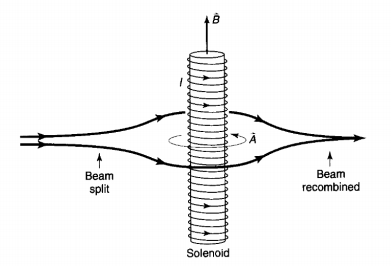 B⃗
I
A⃗
Beam
split
Beam
recombined
Solenoid